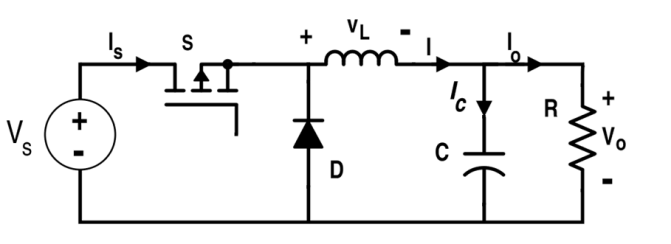 I_s S + v_L - I I_o
V_s + - D I_C C R + V_o -